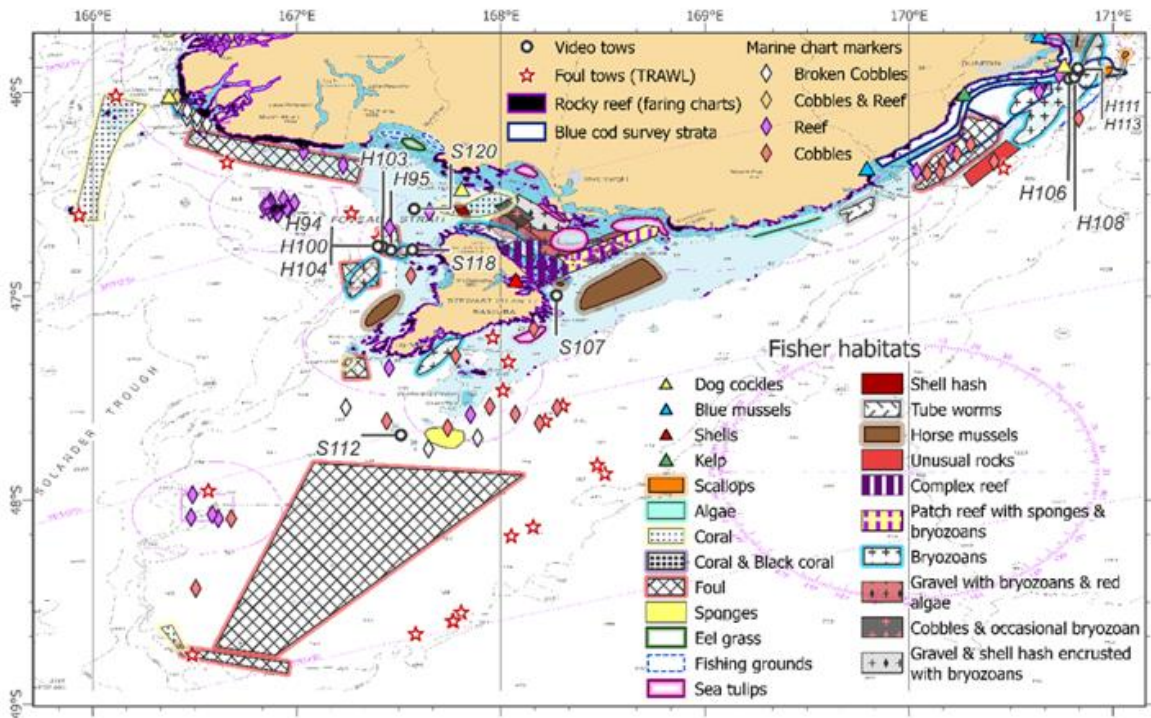 166°E 167°E 168°E 169°E 170°E 171°E
46°S
47°S
48°S
49°S
Video tows
Foul tows (TRAWL)
Rocky reef (faring charts)
Blue cod survey strata
Marine chart markers
Broken Cobbles
Cobbles & Reef
Reef
Cobbles
H103
H95
S120
H94
H100
H104
S118
S107
S112
H111
H113
H106
H108
SOLANDER TROUGH
STEWART ISLAND
RAKIURA
Fisher habitats
Dog cockles
Blue mussels
Shells
Kelp
Scallops
Algae
Coral
Coral & Black coral
Foul
Sponges
Eel grass
Fishing grounds
Sea tulips
Shell hash
Tube worms
Horse mussels
Unusual rocks
Complex reef
Patch reef with sponges &
bryozoans
Bryozoans
Gravel with bryozoans & red
algae
Cobbles & occasional bryozoan
Gravel & shell hash encrusted
with bryozoans